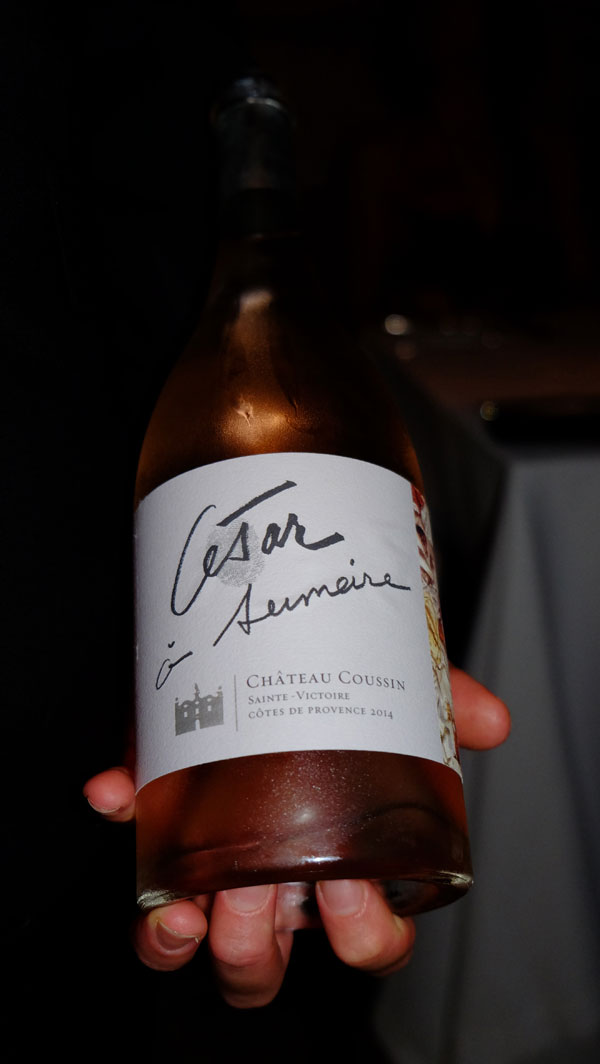 César
à Sumeire
CHÂTEAU COUSSIN
SAINTE-VICTOIRE
CÔTES DE PROVENCE 2014